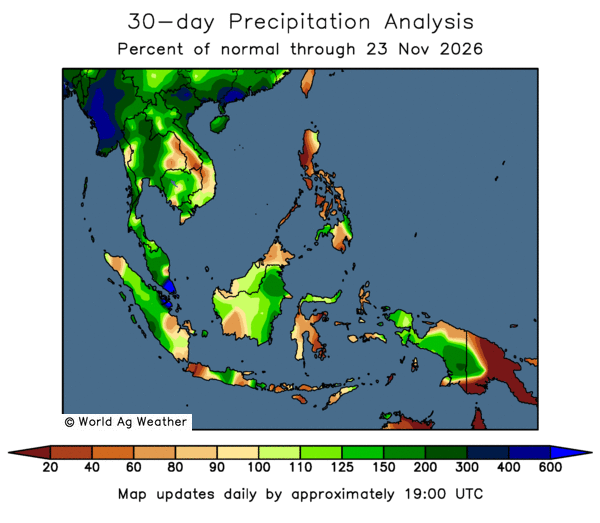 30-day Precipitation Analysis
Percent of normal through 23 Nov 2026
© World Ag Weather
20 40 60 80 90 100 110 125 150 200 300 400 600
Map updates daily by approximately 19:00 UTC